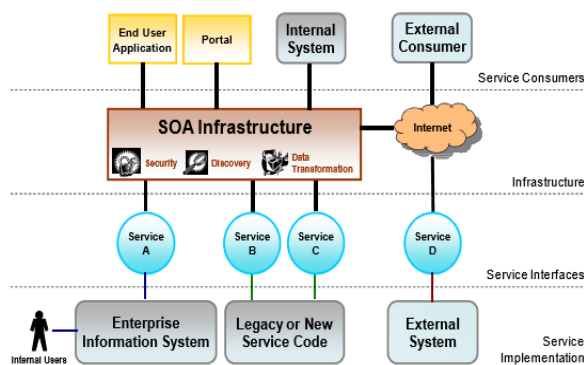 End User
Application
Portal
Internal
System
External
Consumer
Service Consumers
SOA Infrastructure
Security
Discovery
Data
Transformation
Internet
Infrastructure
Service
A
Service
B
Service
C
Service
D
Service Interfaces
Internal Users
Enterprise
Information System
Legacy or New
Service Code
External
System
Service
Implementation